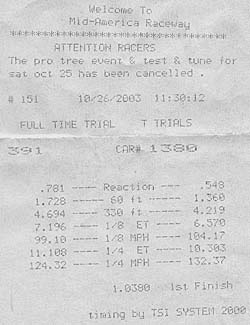 Welcome To
Mid-America Raceway
ATTENTION RACERS
The pro tree event & test & tune for
sat oct 25 has been cancelled .
# 151 10/26/2003 11:30:12
FULL TIME TRIAL T TRIALS
391 CAR# 1380
.781 ---- Reaction ---- .548
1.728 ---- 60 ft ---- 1.360
4.694 ---- 330 ft ---- 4.219
7.196 ---- 1/8 ET ---- 6.570
99.10 ---- 1/8 MPH ---- 104.17
11.108 ---- 1/4 ET ---- 10.303
124.32 ---- 1/4 MPH ---- 132.37
1.0380 1st Finish
timing by TSI SYSTEM 2000